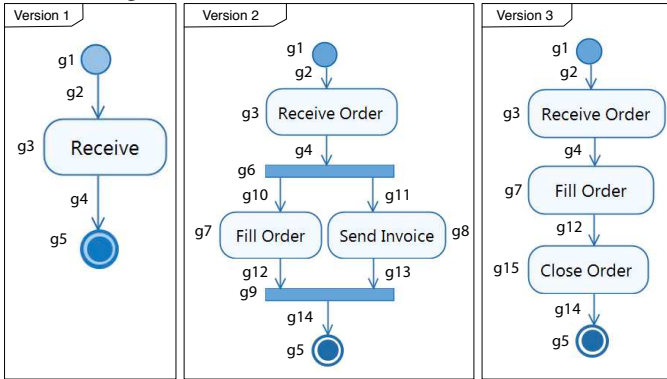 Version 1
g1
g2
g3
Receive
g4
g5
Version 2
g1
g2
g3
Receive Order
g4
g6
g10
g11
g7
Fill Order
Send Invoice
g8
g12
g13
g9
g14
g5
Version 3
g1
g2
g3
Receive Order
g4
g7
Fill Order
g12
g15
Close Order
g14
g5